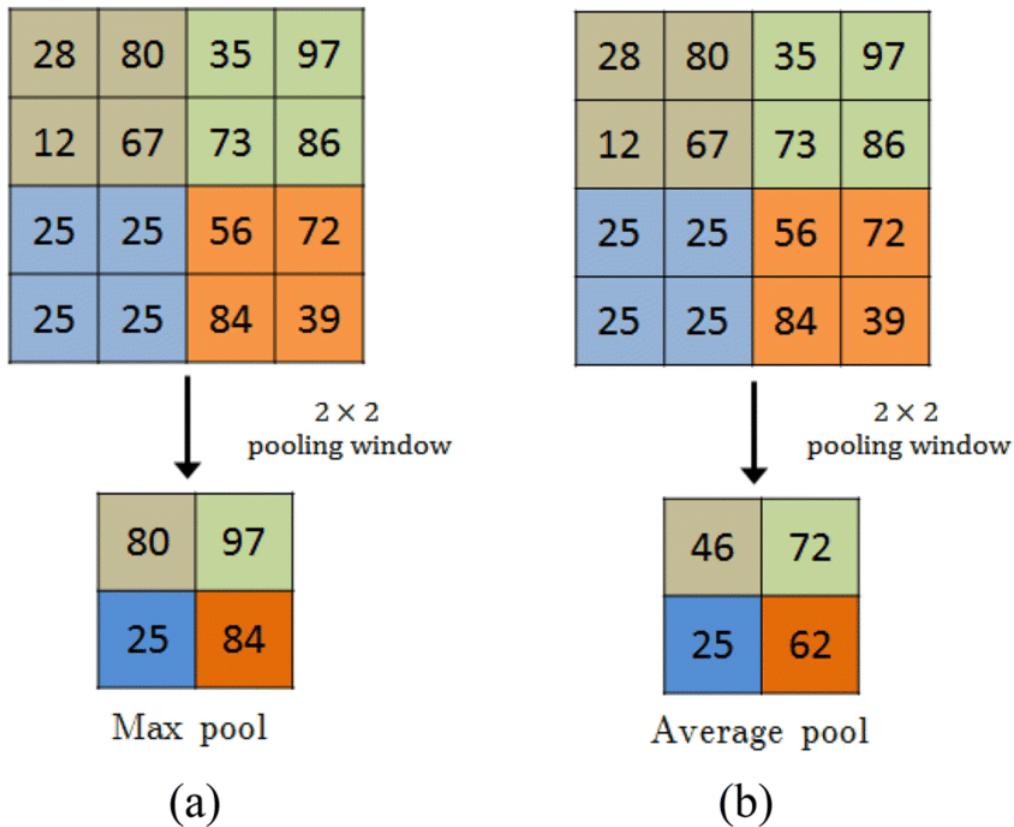 28 80 35 97
12 67 73 86
25 25 56 72
25 25 84 39
2 × 2
pooling window
80 97
25 84
Max pool
(a)
28 80 35 97
12 67 73 86
25 25 56 72
25 25 84 39
2 × 2
pooling window
46 72
25 62
Average pool
(b)